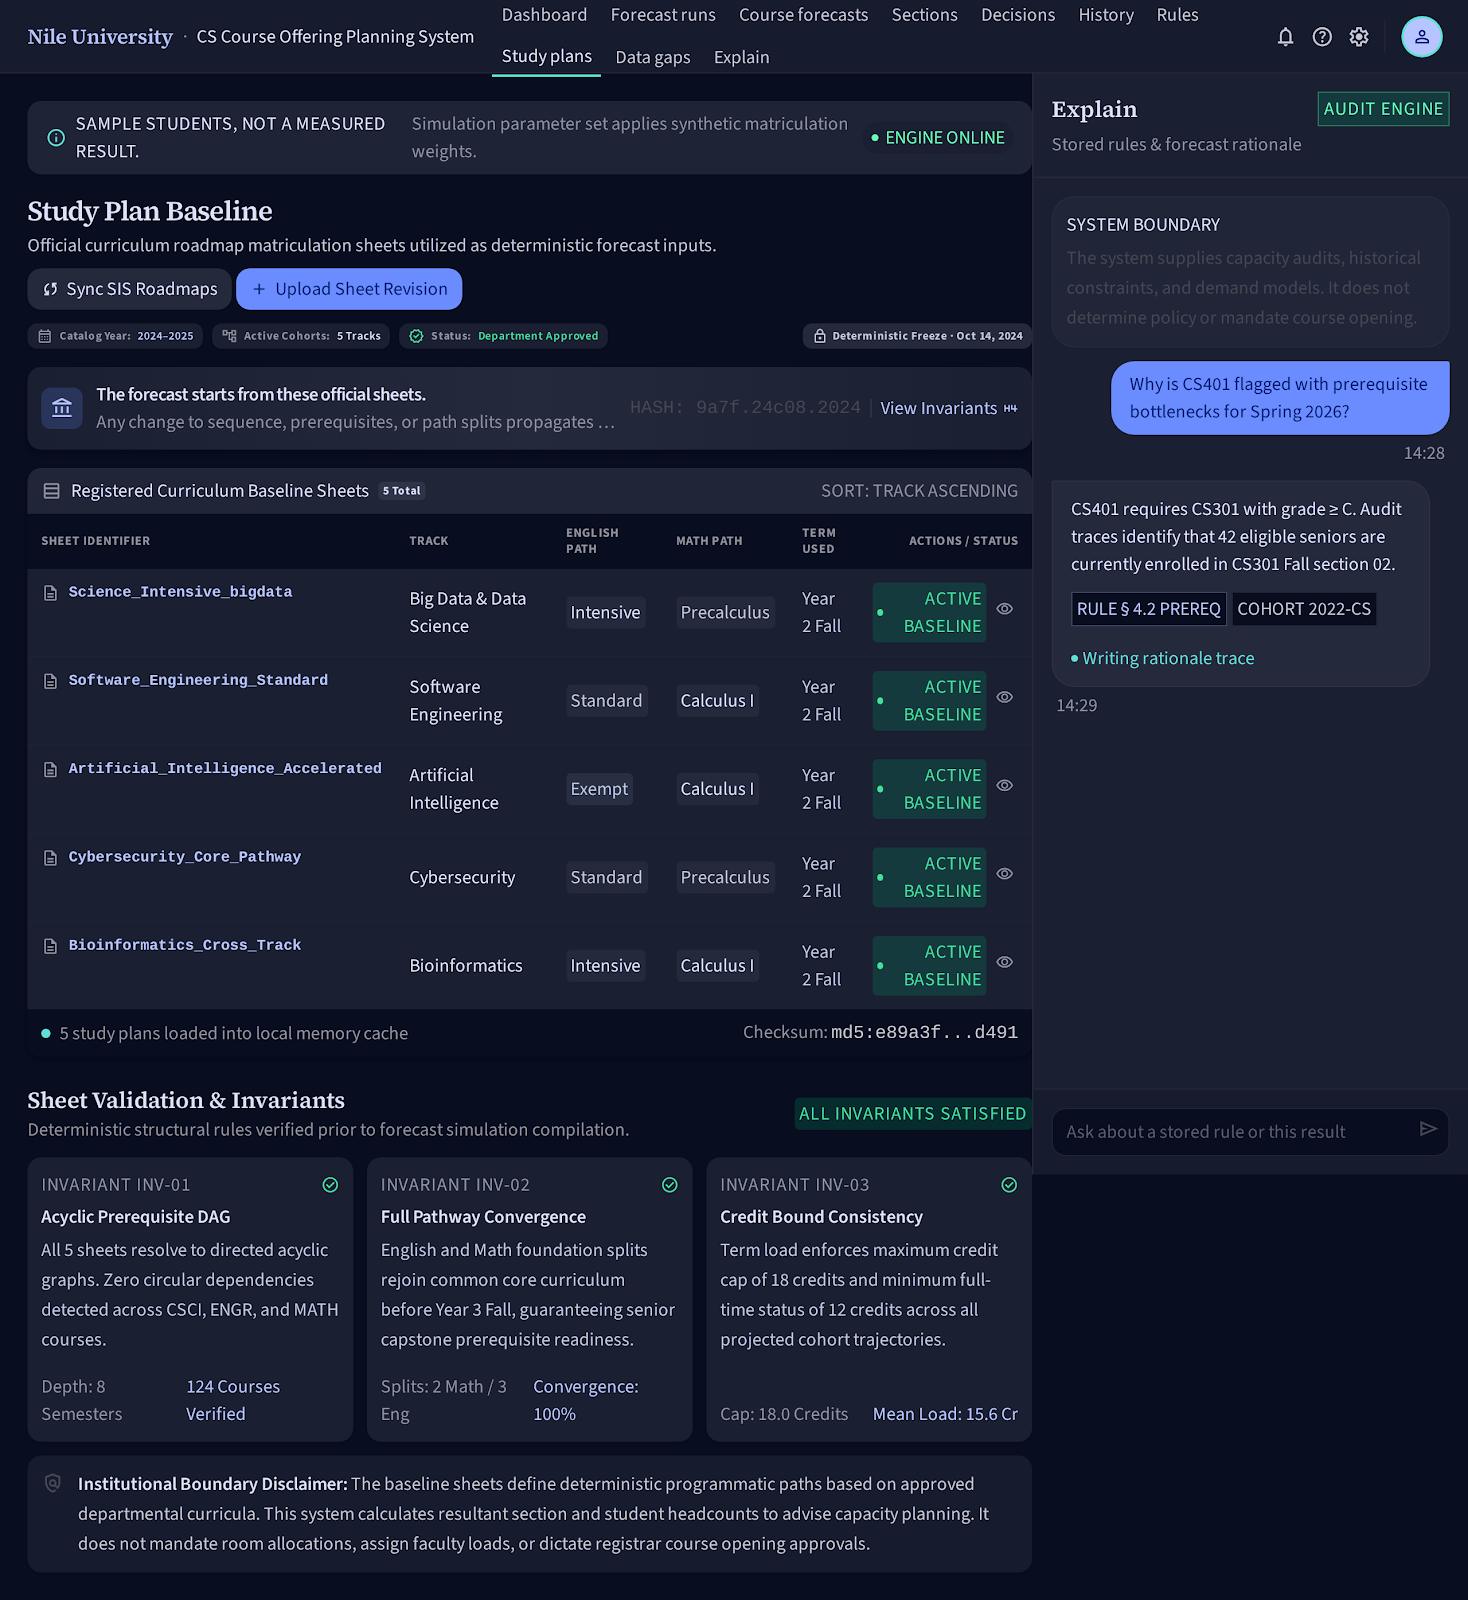 Nile University · CS Course Offering Planning System
Dashboard Forecast runs Course forecasts Sections Decisions History Rules
Study plans Data gaps Explain
SAMPLE STUDENTS, NOT A MEASURED
RESULT.
Simulation parameter set applies synthetic matriculation
weights.
ENGINE ONLINE
Study Plan Baseline
Official curriculum roadmap matriculation sheets utilized as deterministic forecast inputs.
Sync SIS Roadmaps
+ Upload Sheet Revision
Catalog Year: 2024–2025
Active Cohorts: 5 Tracks
Status: Department Approved
Deterministic Freeze · Oct 14, 2024
The forecast starts from these official sheets.
Any change to sequence, prerequisites, or path splits propagates ...
HASH: 9a7f.24c08.2024
View Invariants H4
Registered Curriculum Baseline Sheets 5 Total
SORT: TRACK ASCENDING
SHEET IDENTIFIER
TRACK
ENGLISH
PATH
MATH PATH
TERM
USED
ACTIONS / STATUS
Science_Intensive_bigdata
Big Data & Data
Science
Intensive
Precalculus
Year
2 Fall
ACTIVE
BASELINE
Software_Engineering_Standard
Software
Engineering
Standard
Calculus I
Year
2 Fall
ACTIVE
BASELINE
Artificial_Intelligence_Accelerated
Artificial
Intelligence
Exempt
Calculus I
Year
2 Fall
ACTIVE
BASELINE
Cybersecurity_Core_Pathway
Cybersecurity
Standard
Precalculus
Year
2 Fall
ACTIVE
BASELINE
Bioinformatics_Cross_Track
Bioinformatics
Intensive
Calculus I
Year
2 Fall
ACTIVE
BASELINE
5 study plans loaded into local memory cache
Checksum: md5:e89a3f...d491
Sheet Validation & Invariants
Deterministic structural rules verified prior to forecast simulation compilation.
ALL INVARIANTS SATISFIED
INVARIANT INV-01
Acyclic Prerequisite DAG
All 5 sheets resolve to directed acyclic
graphs. Zero circular dependencies
detected across CSCI, ENGR, and MATH
courses.
Depth: 8
Semesters
124 Courses
Verified
INVARIANT INV-02
Full Pathway Convergence
English and Math foundation splits
rejoin common core curriculum
before Year 3 Fall, guaranteeing senior
capstone prerequisite readiness.
Splits: 2 Math / 3
Eng
Convergence:
100%
INVARIANT INV-03
Credit Bound Consistency
Term load enforces maximum credit
cap of 18 credits and minimum full-
time status of 12 credits across all
projected cohort trajectories.
Cap: 18.0 Credits
Mean Load: 15.6 Cr
Institutional Boundary Disclaimer: The baseline sheets define deterministic programmatic paths based on approved
departmental curricula. This system calculates resultant section and student headcounts to advise capacity planning. It
does not mandate room allocations, assign faculty loads, or dictate registrar course opening approvals.
Explain
AUDIT ENGINE
Stored rules & forecast rationale
SYSTEM BOUNDARY
The system supplies capacity audits, historical
constraints, and demand models. It does not
determine policy or mandate course opening.
Why is CS401 flagged with prerequisite
bottlenecks for Spring 2026?
14:28
CS401 requires CS301 with grade ≥ C. Audit
traces identify that 42 eligible seniors are
currently enrolled in CS301 Fall section 02.
RULE § 4.2 PREREQ
COHORT 2022-CS
Writing rationale trace
14:29
Ask about a stored rule or this result